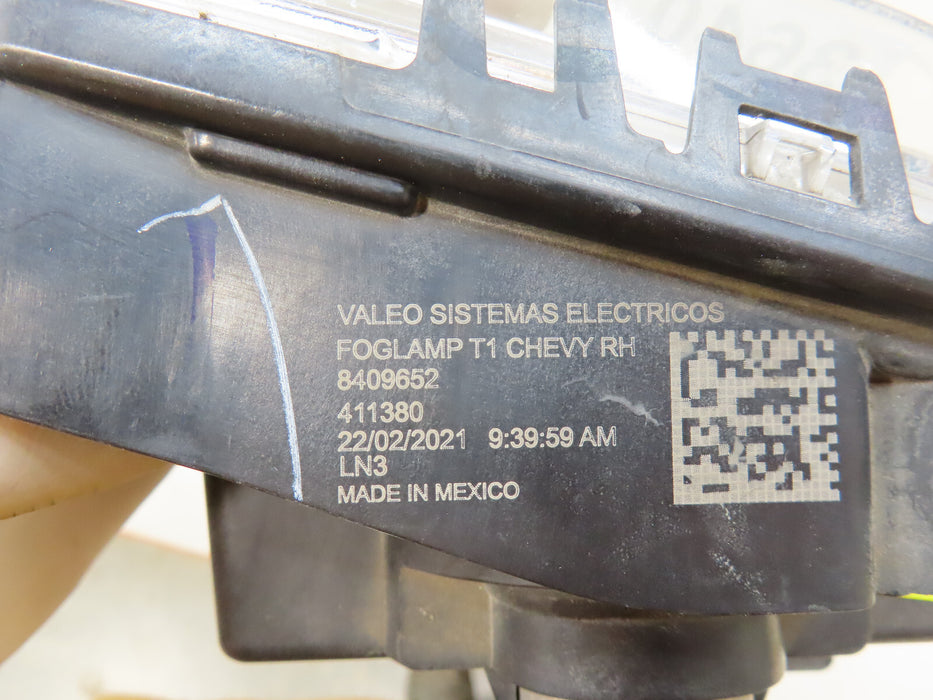 VALEO SISTEMAS ELECTRICOS
FOGLAMP T1 CHEVY RH
8409652
411380
22/02/2021 9:39:59 AM
LN3
MADE IN MEXICO